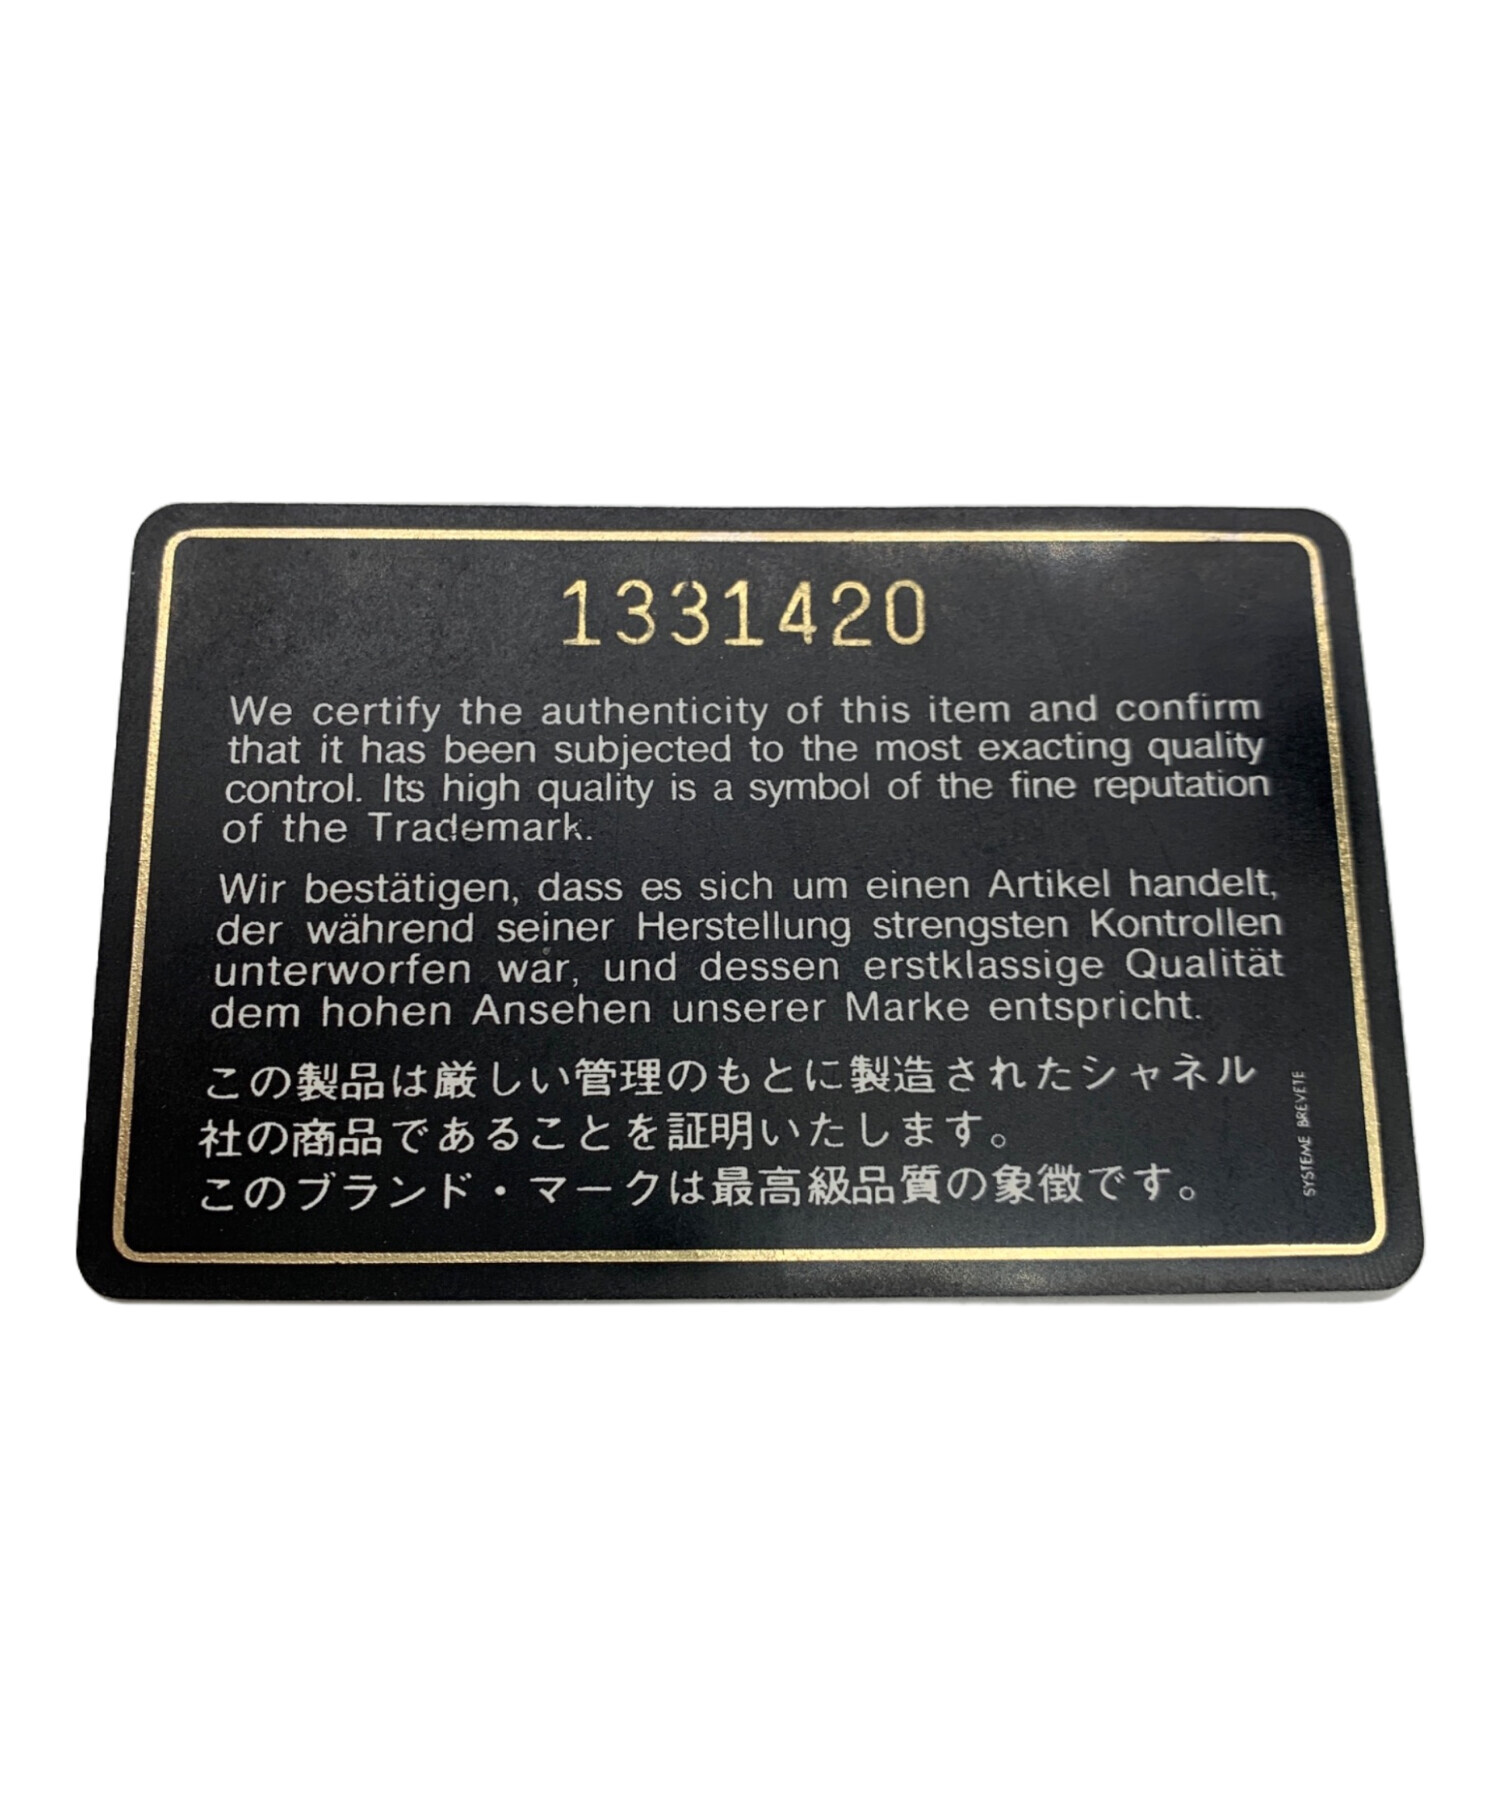 1331420
We certify the authenticity of this item and confirm
that it has been subjected to the most exacting quality
control. Its high quality is a symbol of the fine reputation
of the Trademark.
Wir bestätigen, dass es sich um einen Artikel handelt,
der während seiner Herstellung strengsten Kontrollen
unterworfen war, und dessen erstklassige Qualität
dem hohen Ansehen unserer Marke entspricht.
この製品は厳しい管理のもとに製造されたシャネル
社の商品であることを証明いたします。
このブランド・マークは最高級品質の象徴です。
SYSTEME BREVETE